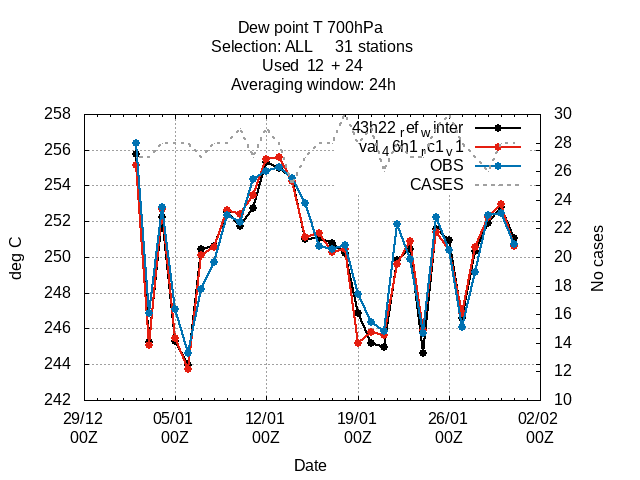 Dew point T 700hPa
Selection: ALL 31 stations
Used 12 + 24
Averaging window: 24h
43h22_ref_winter
val_46h1_rc1_v1
OBS
CASES
258
256
254
252
250
248
246
244
242
deg C
30
28
26
24
22
20
18
16
14
12
10
No cases
29/12 05/01 12/01 19/01 26/01 02/02
00Z 00Z 00Z 00Z 00Z 00Z
Date